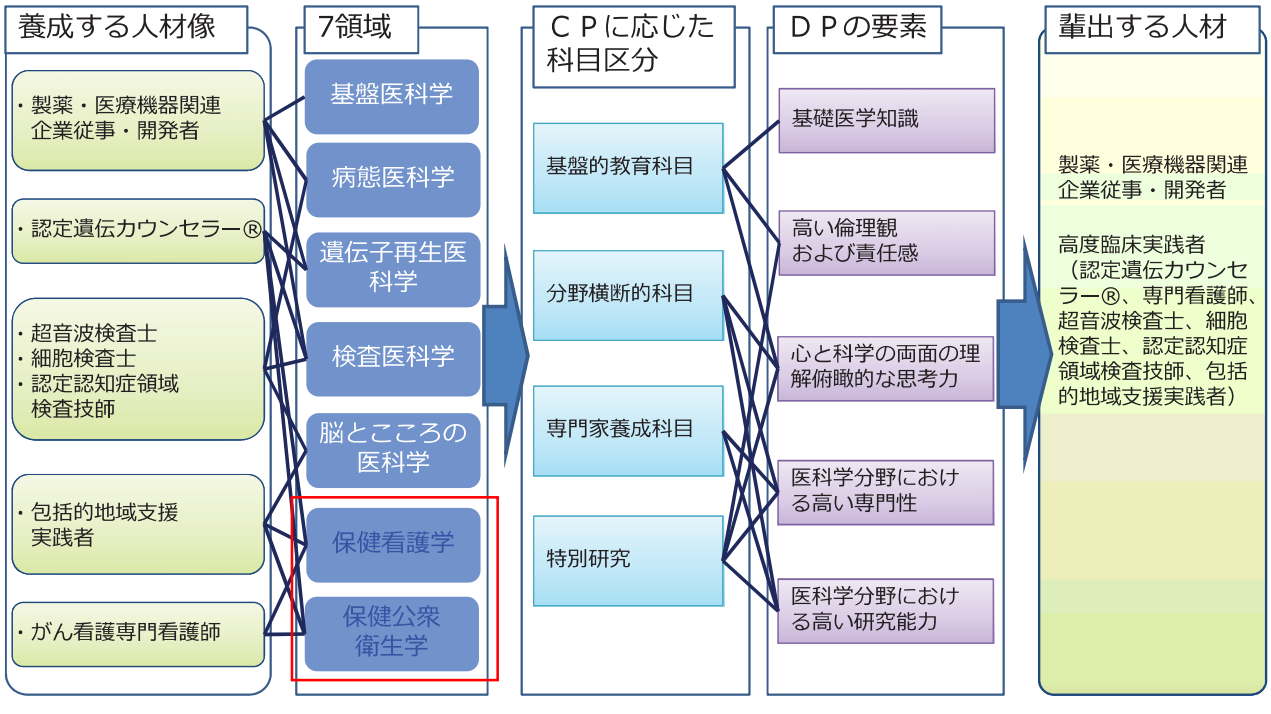 養成する人材像
・製薬・医療機器関連
企業従事・開発者
・認定遺伝カウンセラー®
・超音波検査士
・細胞検査士
・認定認知症領域
検査技師
・包括的地域支援
実践者
・がん看護専門看護師
7領域
基盤医科学
病態医科学
遺伝子再生医
科学
検査医科学
脳とこころの
医科学
保健看護学
保健公衆
衛生学
ＣＰに応じた
科目区分
基盤的教育科目
分野横断的科目
専門家養成科目
特別研究
ＤＰの要素
基礎医学知識
高い倫理観
および責任感
心と科学の両面の理
解俯瞰的な思考力
医科学分野におけ
る高い専門性
医科学分野におけ
る高い研究能力
輩出する人材
製薬・医療機器関連
企業従事・開発者
高度臨床実践者
（認定遺伝カウンセ
ラー®、専門看護師、
超音波検査士、細胞
検査士、認定認知症
領域検査技師、包括
的地域支援実践者）